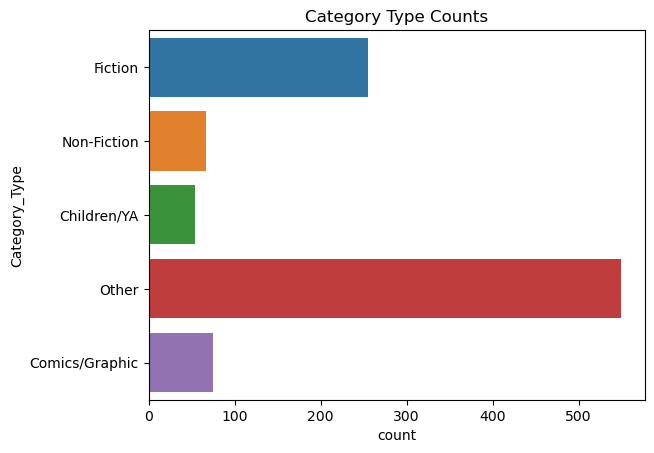 Category Type Counts
Category_Type
Fiction
Non-Fiction
Children/YA
Other
Comics/Graphic
0 100 200 300 400 500
count